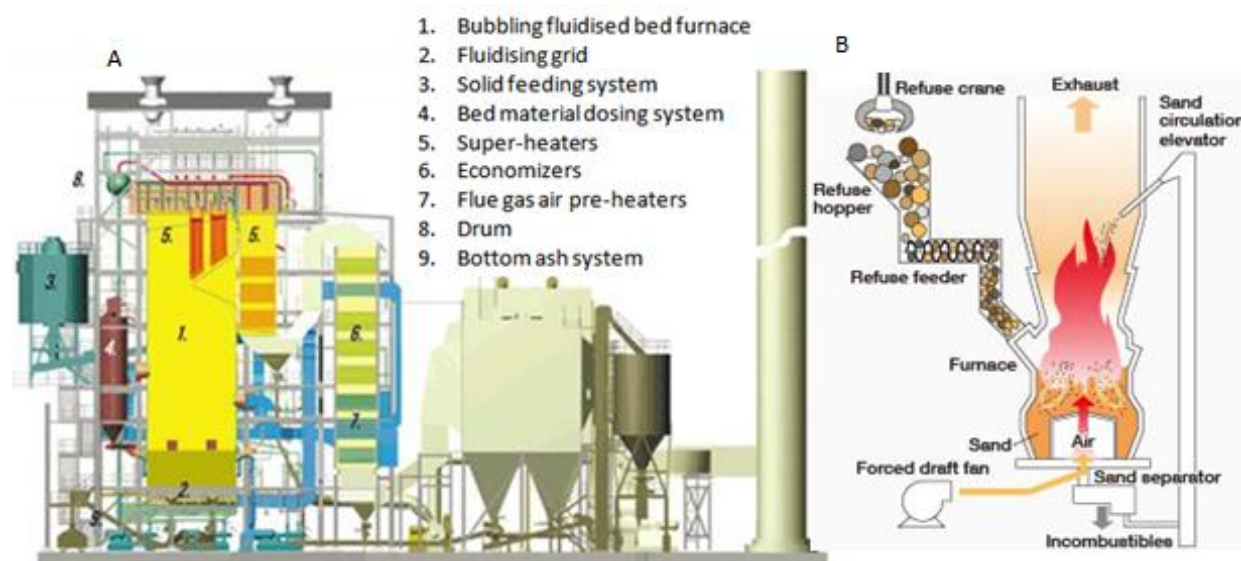 A
1. Bubbling fluidised bed furnace
2. Fluidising grid
3. Solid feeding system
4. Bed material dosing system
5. Super-heaters
6. Economizers
7. Flue gas air pre-heaters
8. Drum
9. Bottom ash system
8.
5.
5.
3.
4.
1.
6.
7.
2.
B
Refuse crane
Exhaust
Sand
circulation
elevator
Refuse
hopper
Refuse feeder
Furnace
Sand
Air
Forced draft fan
Sand separator
Incombustibles